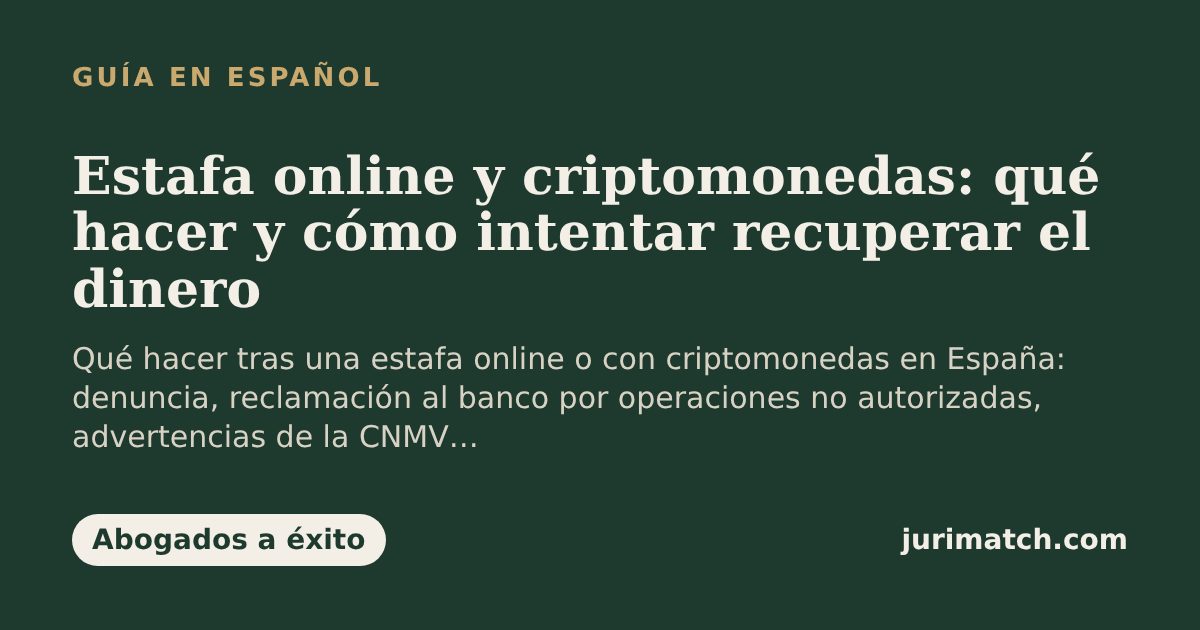 GUÍA EN ESPAÑOL
Estafa online y criptomonedas: qué
hacer y cómo intentar recuperar el
dinero
Qué hacer tras una estafa online o con criptomonedas en España:
denuncia, reclamación al banco por operaciones no autorizadas,
advertencias de la CNMV…
Abogados a éxito
jurimatch.com